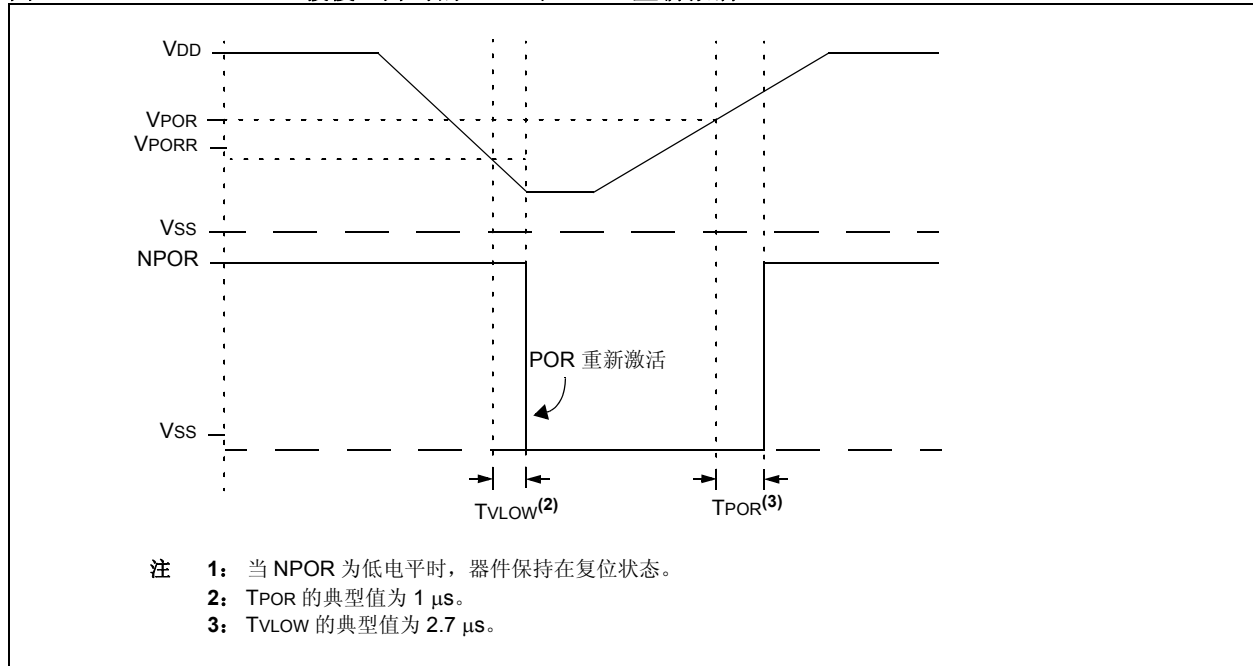 VDD
VPOR
VPORR
VSS
NPOR
POR 重新激活
VSS
TVLOW(2)
TPOR(3)
注 1: 当 NPOR 为低电平时，器件保持在复位状态。
2: TPOR 的典型值为 1 μs。
3: TVLOW 的典型值为 2.7 μs。